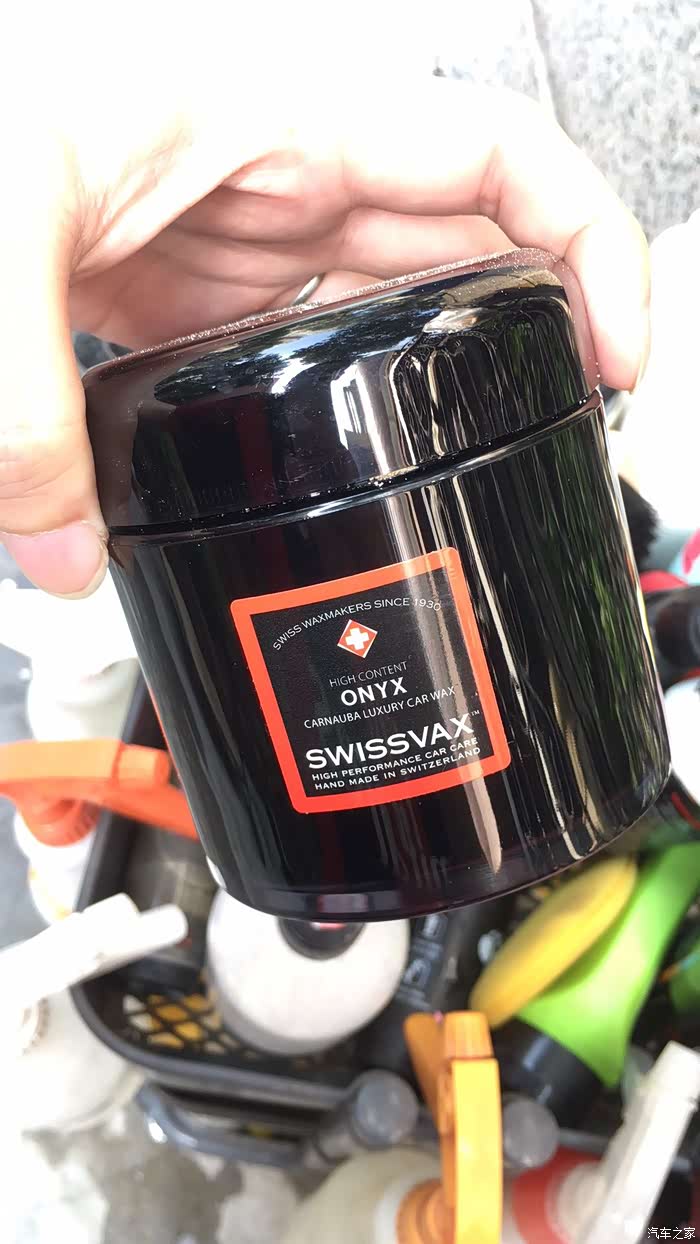 SWISS WAXMAKERS SINCE 1930
HIGH CONTENT
ONYX
CARNAUBA LUXURY CAR WAX
SWISSVAX™
HIGH PERFORMANCE CAR CARE
HAND MADE IN SWITZERLAND
汽车之家